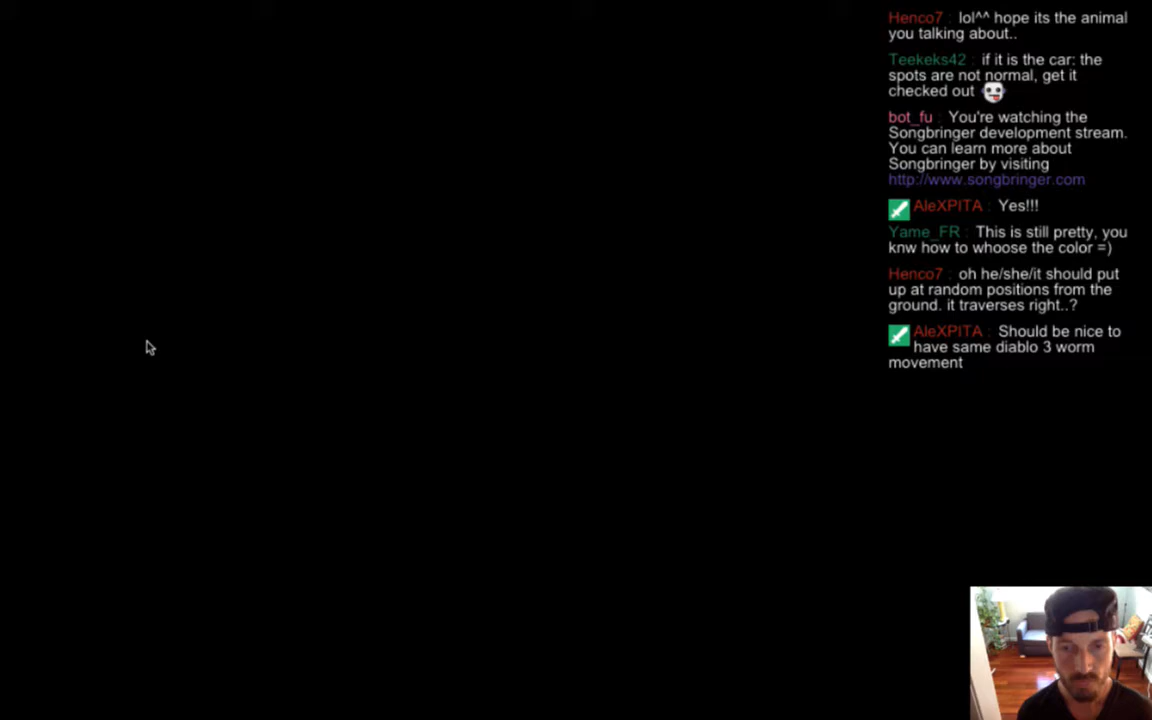 Henco7 : lol^^ hope its the animal
you talking about..
Teekeks42 : if it is the car: the
spots are not normal, get it
checked out
bot_fu : You're watching the
Songbringer development stream.
You can learn more about
Songbringer by visiting
http://www.songbringer.com
AleXPITA : Yes!!!
Yame_FR : This is still pretty, you
knw how to whoose the color =)
Henco7 : oh he/she/it should put
up at random positions from the
ground. it traverses right..?
AleXPITA : Should be nice to
have same diablo 3 worm
movement